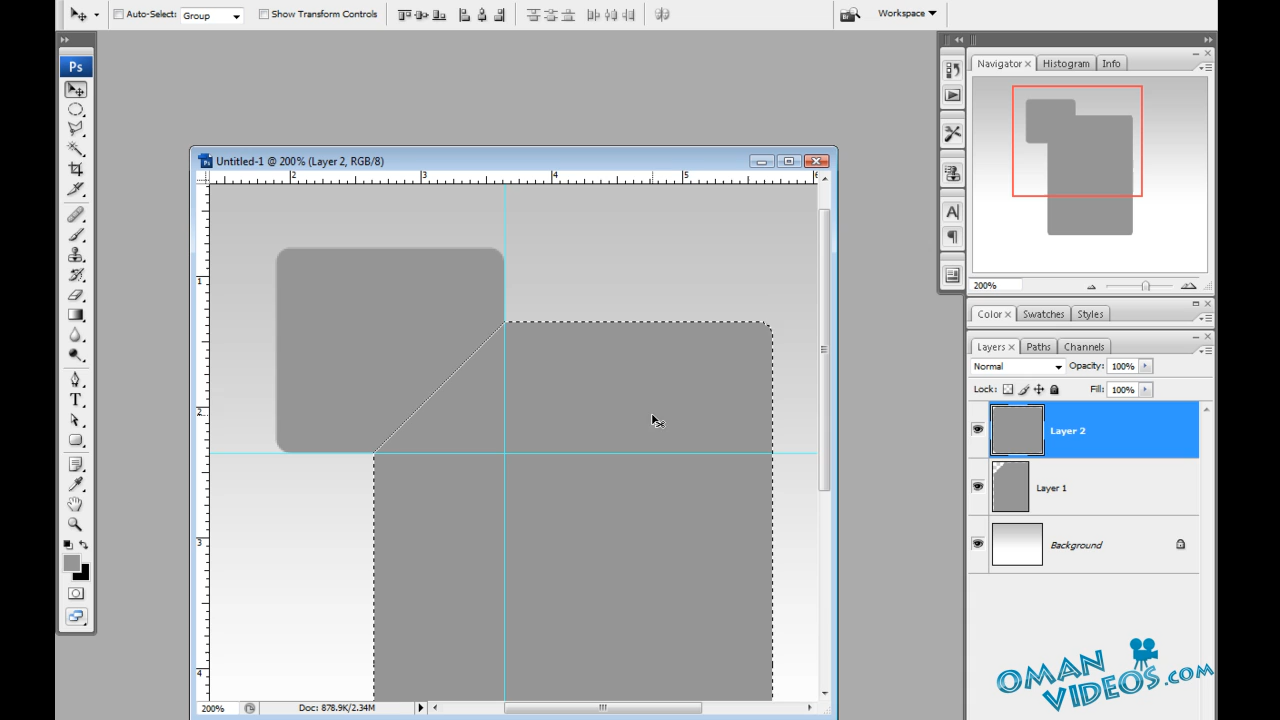 Auto-Select:
Group
Show Transform Controls
Workspace
Ps
Navigator
Histogram
Info
Untitled-1 @ 200% (Layer 2, RGB/8)
2
3
4
5
6
1
2
3
4
200%
Color
Swatches
Styles
Layers
Paths
Channels
Normal
Opacity: 100%
Lock:
Fill: 100%
Layer 2
Layer 1
Background
T
A
200%
Doc: 878.9K/2.34M
OMAN
VIDEOS.COM